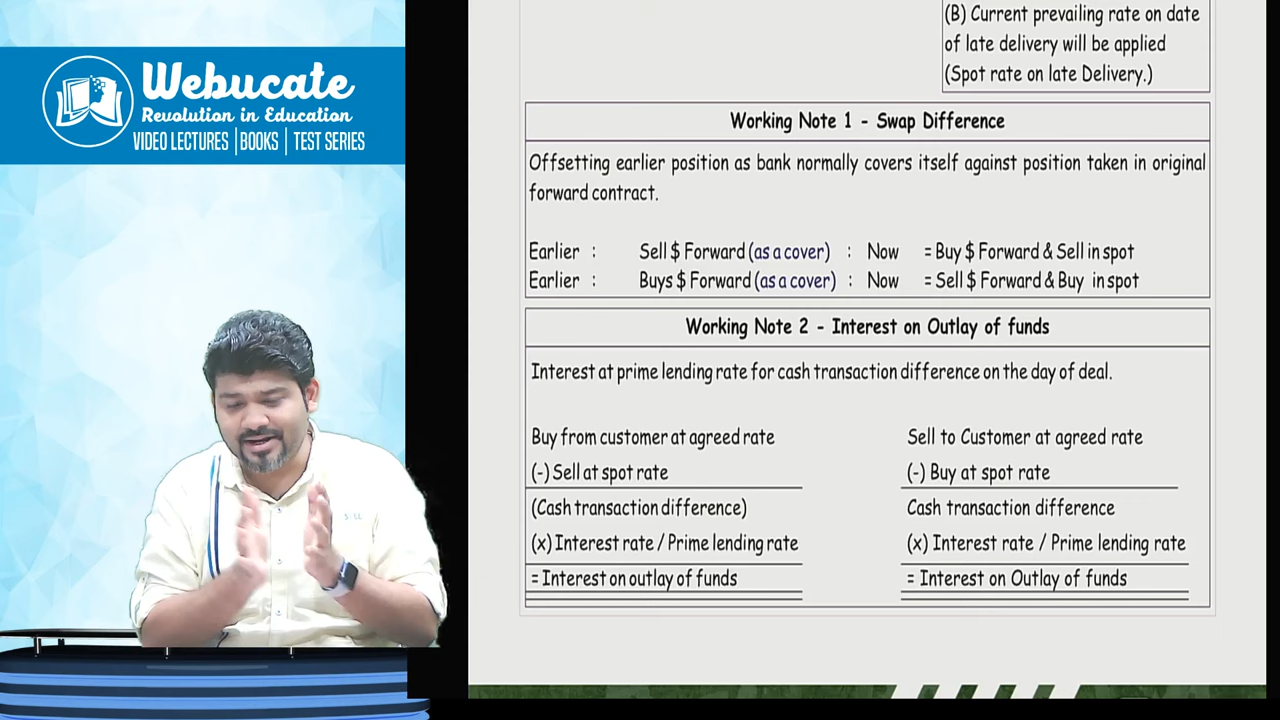 Webucate
Revolution in Education
VIDEO LECTURES | BOOKS | TEST SERIES
(B) Current prevailing rate on date
of late delivery will be applied
(Spot rate on late Delivery.)
Working Note 1 - Swap Difference
Offsetting earlier position as bank normally covers itself against position taken in original
forward contract.
Earlier : Sell $ Forward (as a cover) : Now = Buy $ Forward & Sell in spot
Earlier : Buys $ Forward (as a cover) : Now = Sell $ Forward & Buy in spot
Working Note 2 - Interest on Outlay of funds
Interest at prime lending rate for cash transaction difference on the day of deal.
Buy from customer at agreed rate
(-) Sell at spot rate
(Cash transaction difference)
(x) Interest rate / Prime lending rate
= Interest on outlay of funds
Sell to Customer at agreed rate
(-) Buy at spot rate
Cash transaction difference
(x) Interest rate / Prime lending rate
= Interest on Outlay of funds